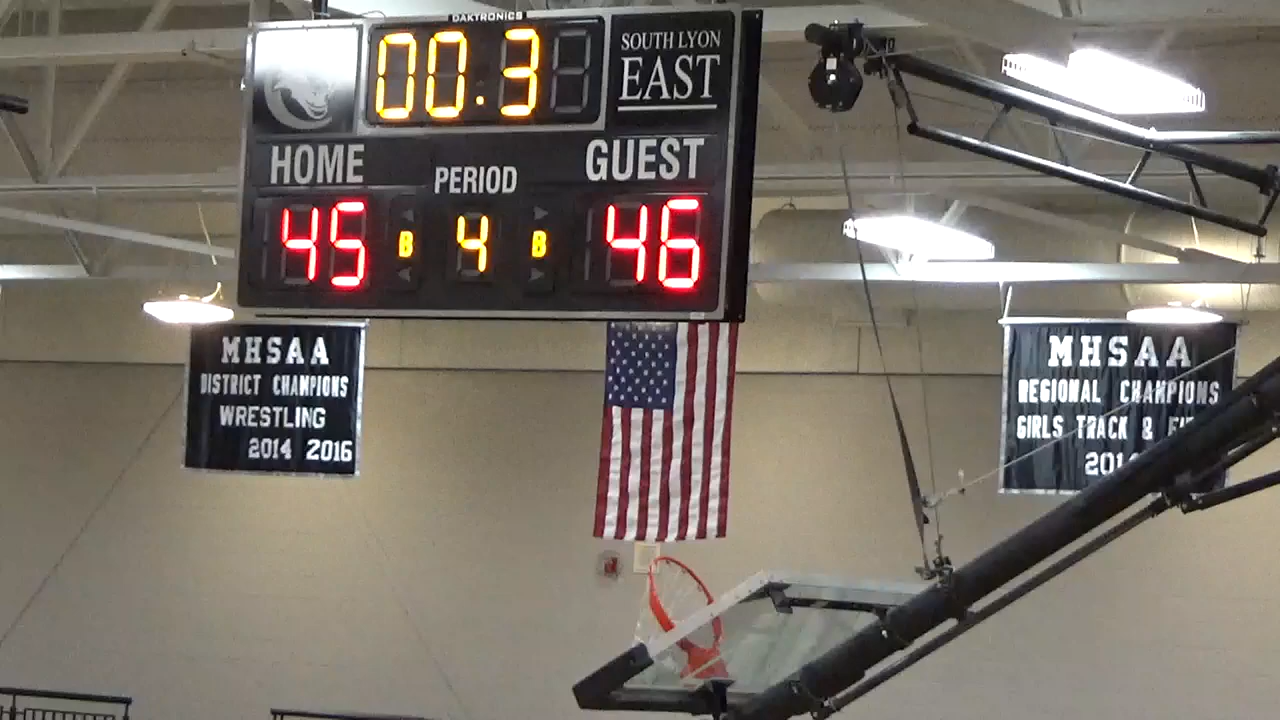 DAKTRONICS
00.3
SOUTH LYON
EAST
HOME
PERIOD
GUEST
45
B
4
B
46
MHSAA
DISTRICT CHAMPIONS
WRESTLING
2014 2016
MHSAA
REGIONAL CHAMPIONS
GIRLS TRACK &